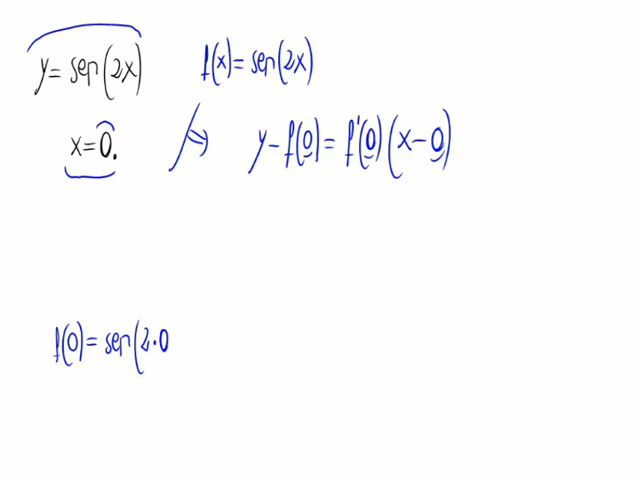 y = sen(2x) f(x) = sen(2x)
x = 0. ⇒ y - f(0) = f'(0)(x - 0)
f(0) = sen(2·0